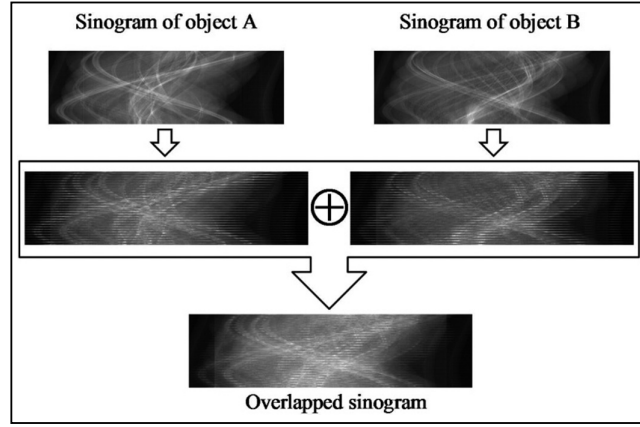 Sinogram of object A
Sinogram of object B
Overlapped sinogram